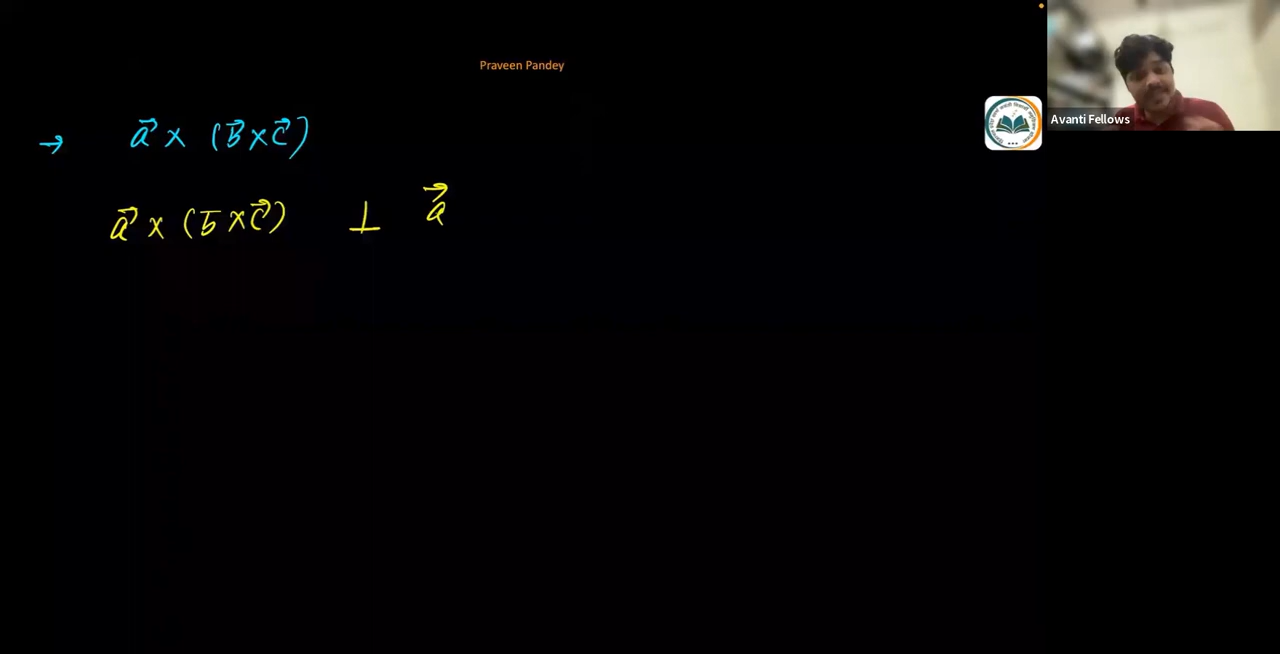 Praveen Pandey
Avanti Fellows
→ a⃗ × (b⃗ × c⃗)
a⃗ × (b̄ × c⃗) ⊥ a⃗